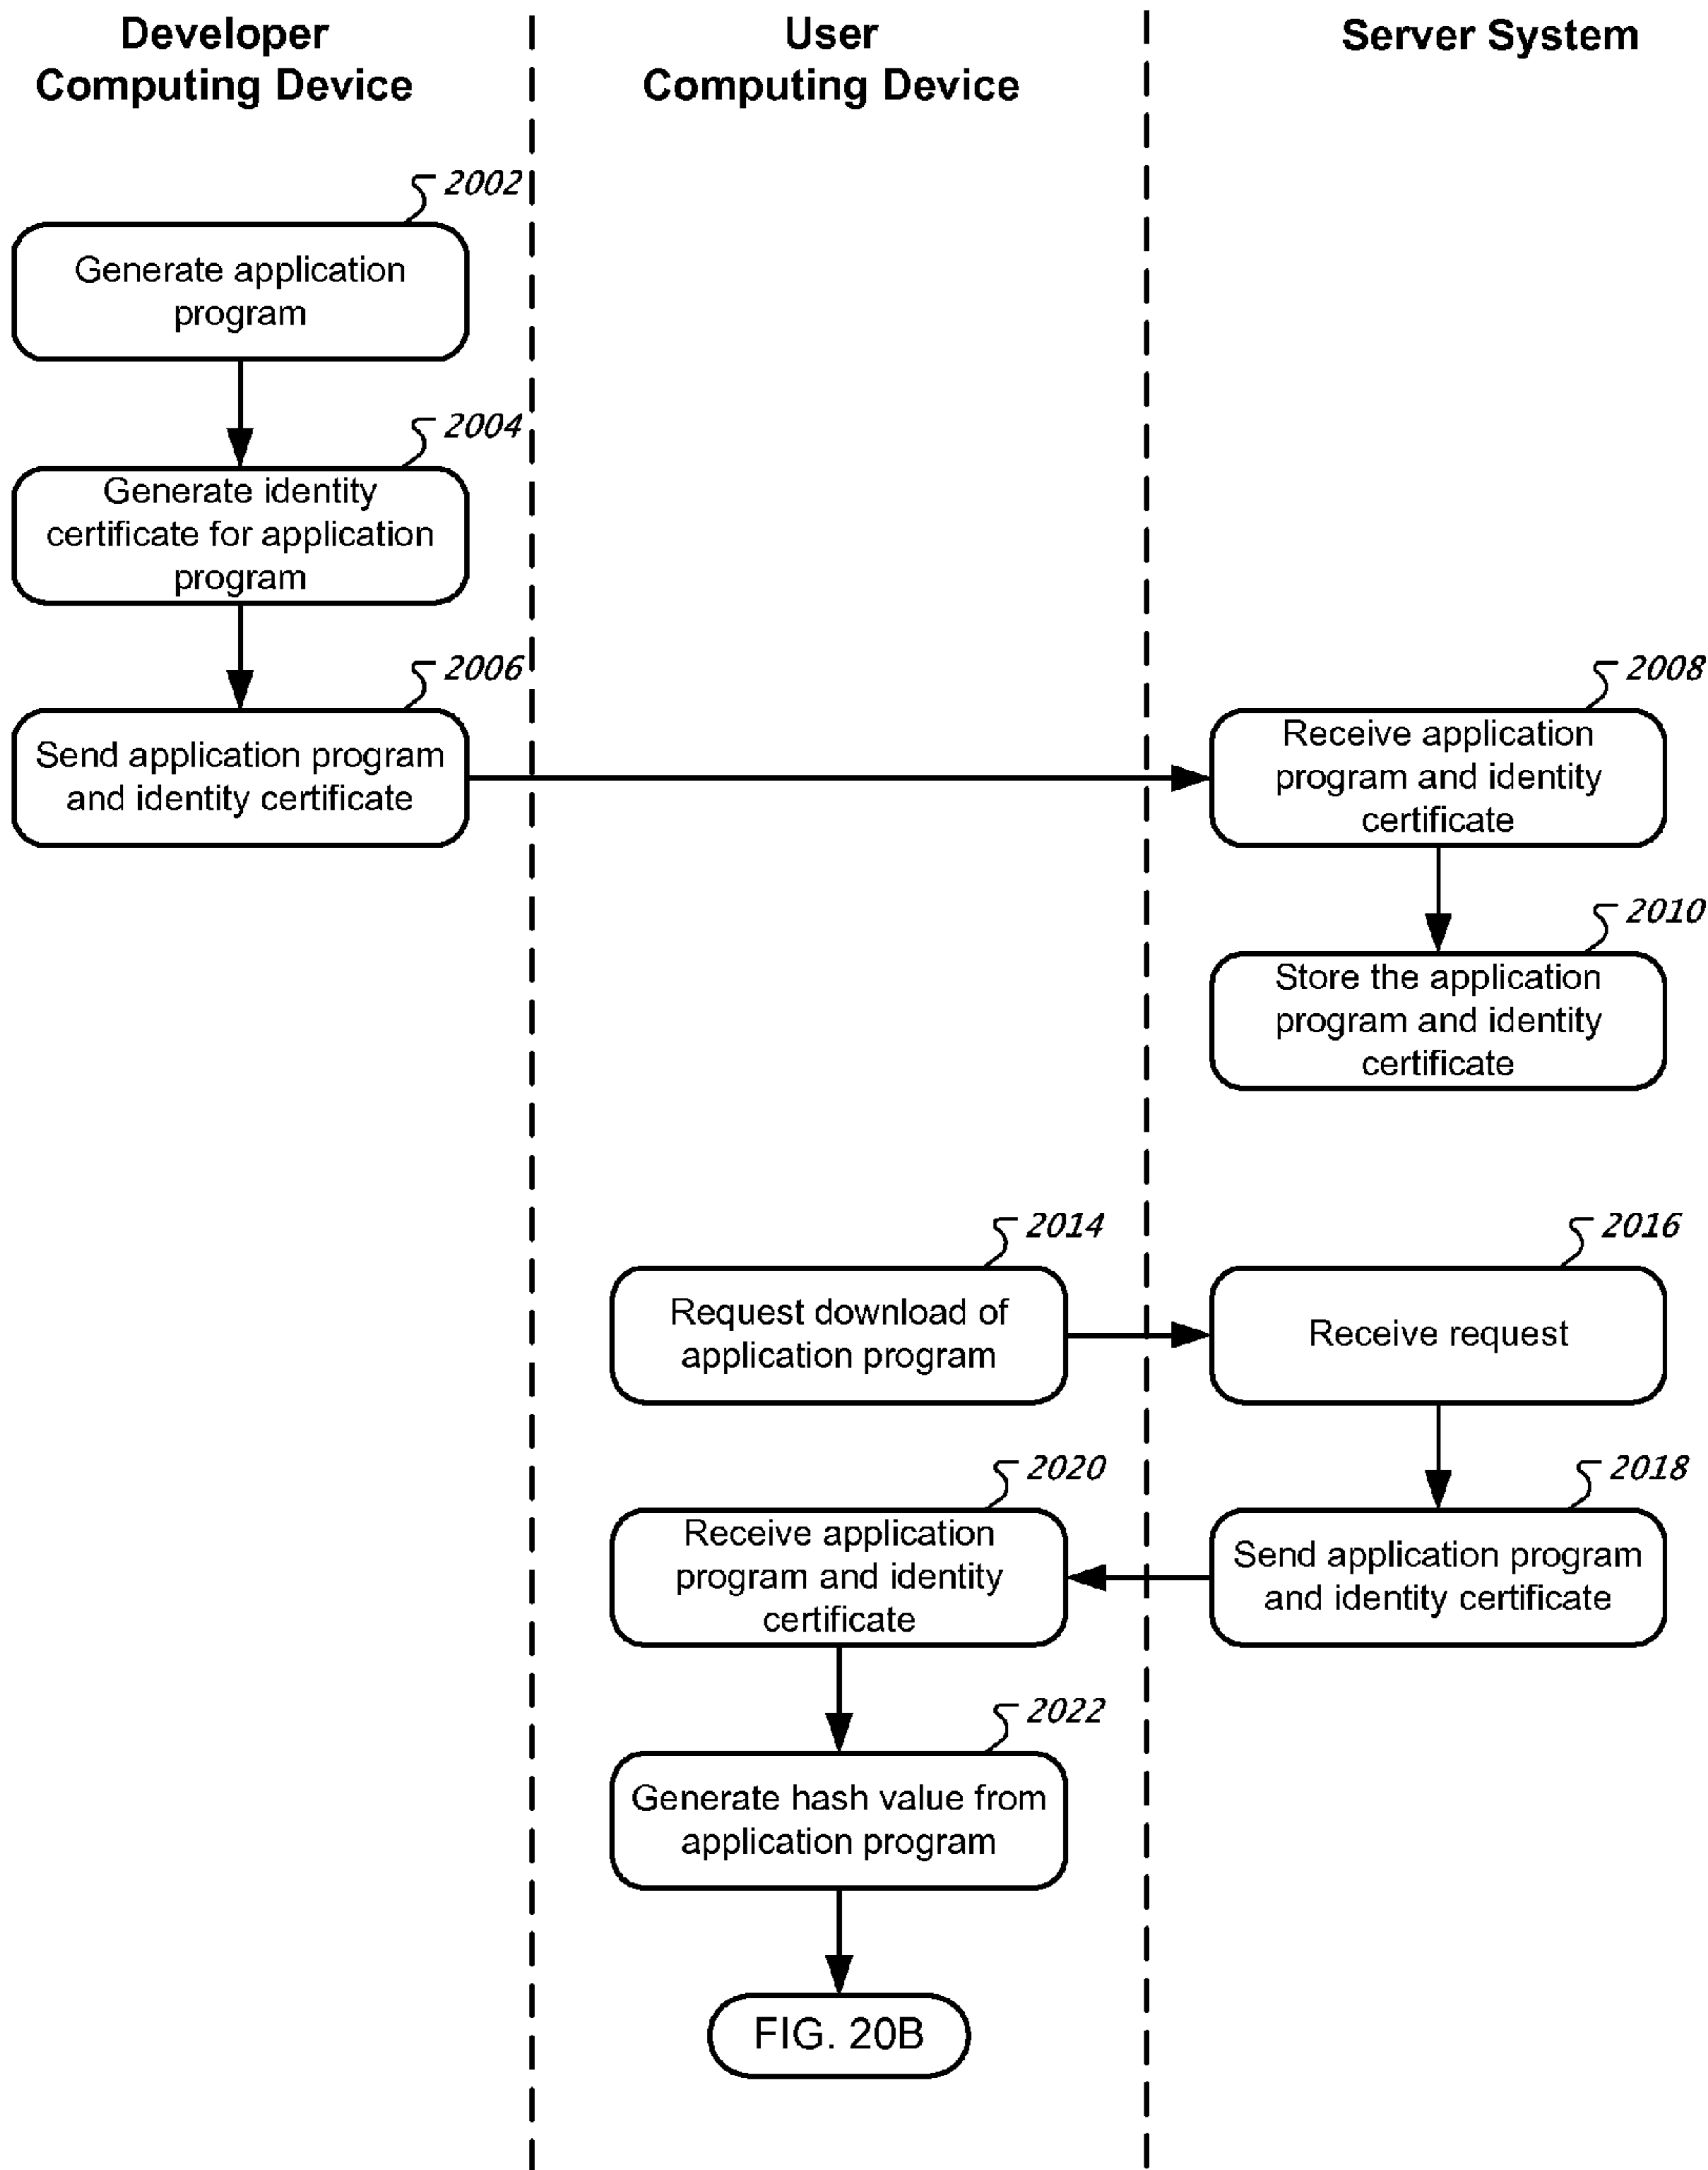 Developer
Computing Device
User
Computing Device
Server System
2002
Generate application
program
2004
Generate identity
certificate for application
program
2006
Send application program
and identity certificate
2008
Receive application
program and identity
certificate
2010
Store the application
program and identity
certificate
2014
Request download of
application program
2016
Receive request
2018
Send application program
and identity certificate
2020
Receive application
program and identity
certificate
2022
Generate hash value from
application program
FIG. 20B